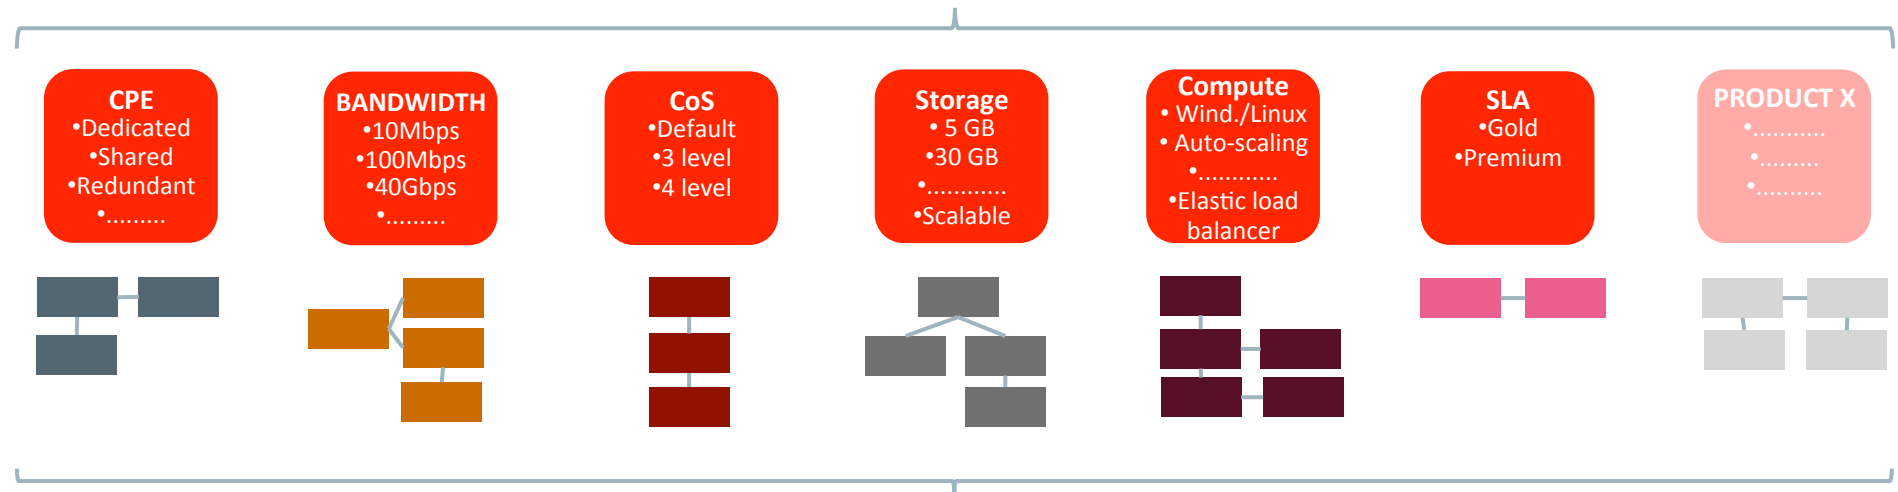 CPE
•Dedicated
•Shared
•Redundant
•.........
BANDWIDTH
•10Mbps
•100Mbps
•40Gbps
•.........
CoS
•Default
•3 level
•4 level
Storage
• 5 GB
•30 GB
•............
•Scalable
Compute
• Wind./Linux
• Auto-scaling
•............
•Elastic load
balancer
SLA
•Gold
•Premium
PRODUCT X
•...........
•.........
•..........